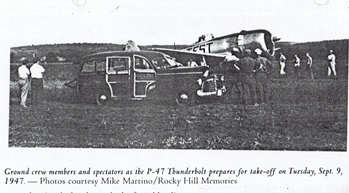 EST
Ground crew members and spectators as the P-47 Thunderbolt prepares for take-off on Tuesday, Sept. 9,
1947. — Photos courtesy Mike Martino/Rocky Hill Memories